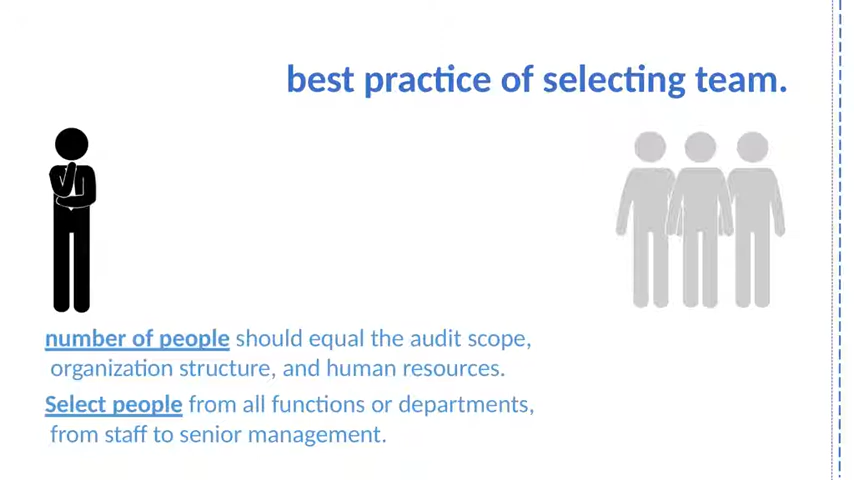 best practice of selecting team.
number of people should equal the audit scope,
organization structure, and human resources.
Select people from all functions or departments,
from staff to senior management.